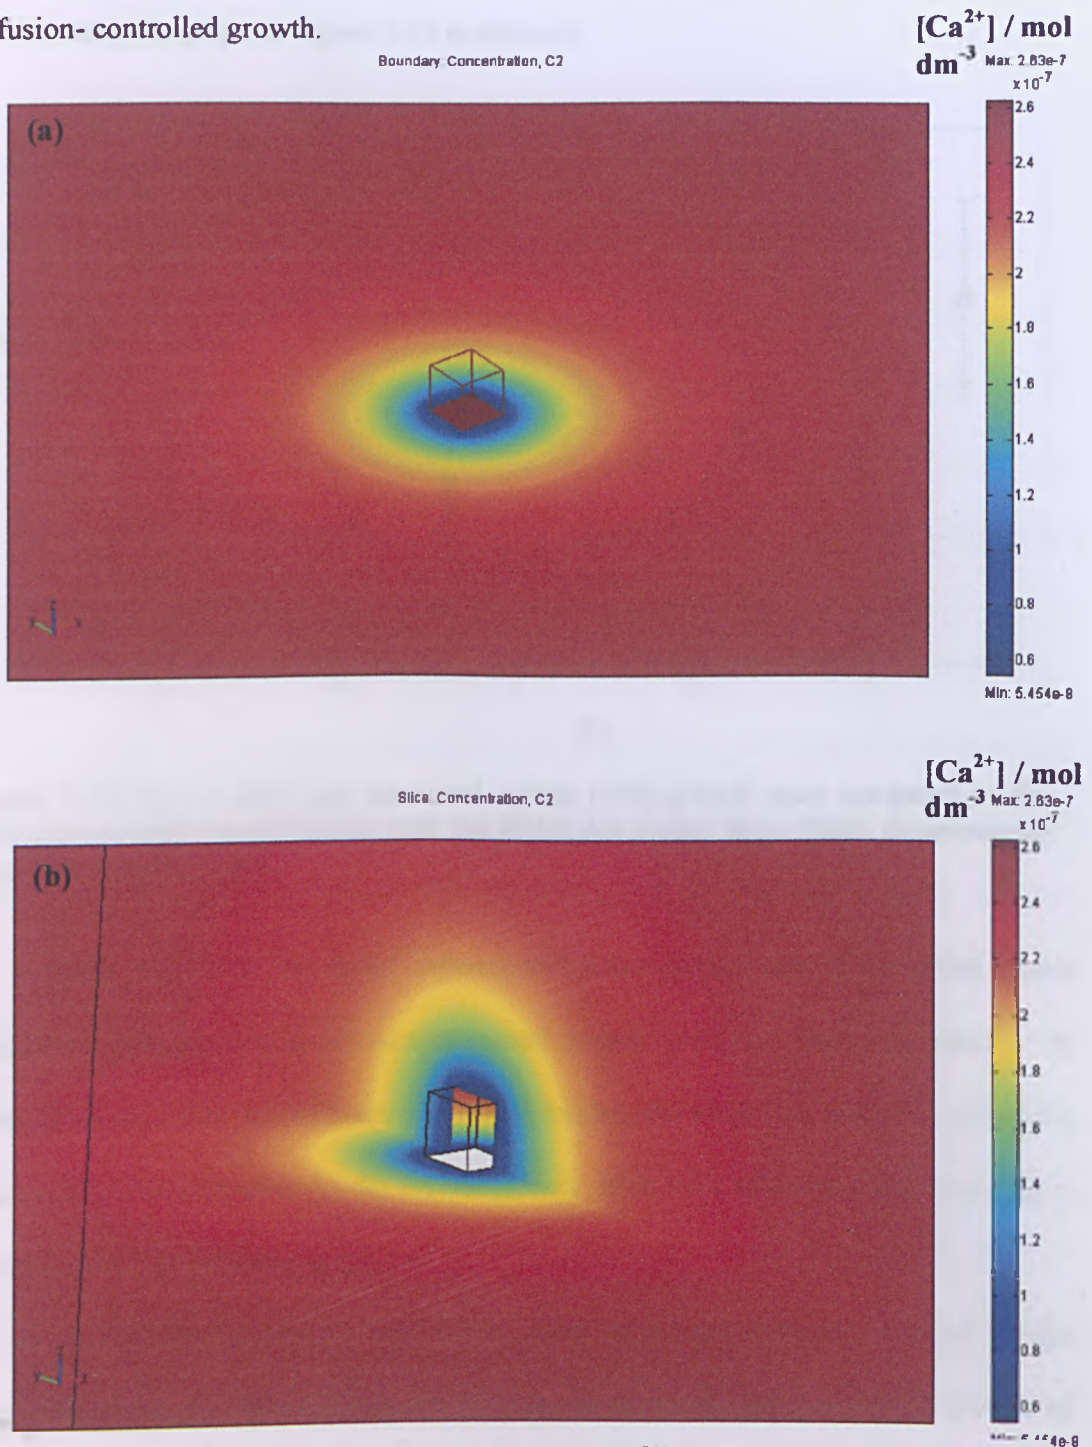 fusion- controlled growth.
[Ca2+] / mol
dm-3
Boundary Concentration, C2
Max: 2.63e-7
x10-7
(a)
2.6
2.4
2.2
2
1.8
1.6
1.4
1.2
1
0.8
0.6
Min: 5.454e-8
[Ca2+] / mol
dm-3
Slice Concentration, C2
Max: 2.63e-7
x10-7
(b)
2.6
2.4
2.2
2
1.8
1.6
1.4
1.2
1
0.8
0.6